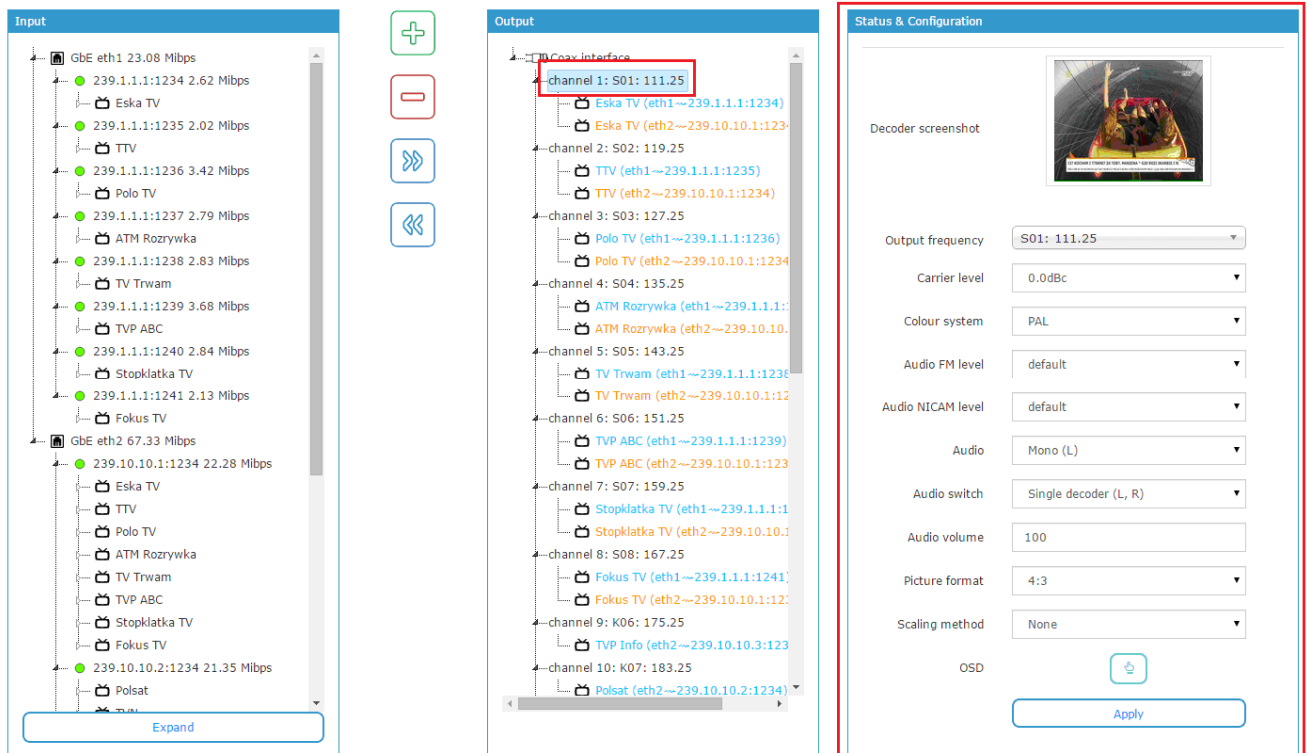 Input
GbE eth1 23.08 Mibps
239.1.1.1:1234 2.62 Mibps
Eska TV
239.1.1.1:1235 2.02 Mibps
TTV
239.1.1.1:1236 3.42 Mibps
Polo TV
239.1.1.1:1237 2.79 Mibps
ATM Rozrywka
239.1.1.1:1238 2.83 Mibps
TV Trwam
239.1.1.1:1239 3.68 Mibps
TVP ABC
239.1.1.1:1240 2.84 Mibps
Stopklatka TV
239.1.1.1:1241 2.13 Mibps
Fokus TV
GbE eth2 67.33 Mibps
239.10.10.1:1234 22.28 Mibps
Eska TV
TTV
Polo TV
ATM Rozrywka
TV Trwam
TVP ABC
Stopklatka TV
Fokus TV
239.10.10.2:1234 21.35 Mibps
Polsat
TVN
Expand
Output
Coax interface
channel 1: S01: 111.25
Eska TV (eth1~239.1.1.1:1234)
Eska TV (eth2~239.10.10.1:1234
channel 2: S02: 119.25
TTV (eth1~239.1.1.1:1235)
TTV (eth2~239.10.10.1:1234)
channel 3: S03: 127.25
Polo TV (eth1~239.1.1.1:1236)
Polo TV (eth2~239.10.10.1:1234
channel 4: S04: 135.25
ATM Rozrywka (eth1~239.1.1.1:
ATM Rozrywka (eth2~239.10.10.
channel 5: S05: 143.25
TV Trwam (eth1~239.1.1.1:1238
TV Trwam (eth2~239.10.10.1:12
channel 6: S06: 151.25
TVP ABC (eth1~239.1.1.1:1239)
TVP ABC (eth2~239.10.10.1:123
channel 7: S07: 159.25
Stopklatka TV (eth1~239.1.1.1:1
Stopklatka TV (eth2~239.10.10.1
channel 8: S08: 167.25
Fokus TV (eth1~239.1.1.1:1241)
Fokus TV (eth2~239.10.10.1:123
channel 9: K06: 175.25
TVP Info (eth2~239.10.10.3:123
channel 10: K07: 183.25
Polsat (eth2~239.10.10.2:1234)
Status & Configuration
Decoder screenshot
Output frequency S01: 111.25
Carrier level 0.0dBc
Colour system PAL
Audio FM level default
Audio NICAM level default
Audio Mono (L)
Audio switch Single decoder (L, R)
Audio volume 100
Picture format 4:3
Scaling method None
OSD
Apply